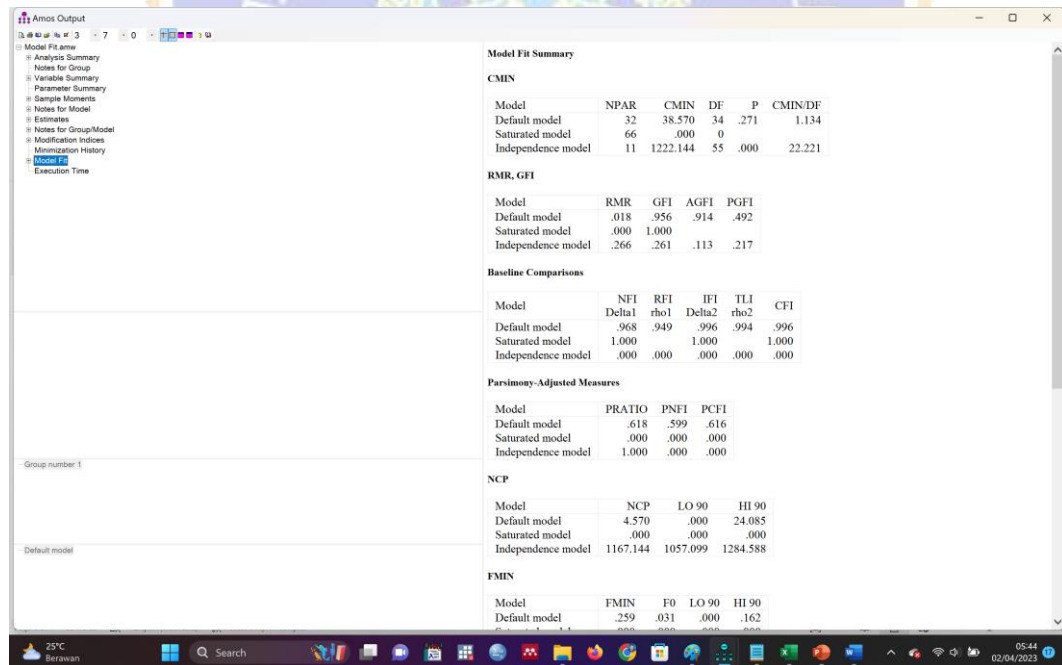 Amos Output
3 - 7 - 0
Model Fit.amw
Analysis Summary
Notes for Group
Variable Summary
Parameter Summary
Sample Moments
Notes for Model
Estimates
Notes for Group/Model
Modification Indices
Minimization History
Model Fit
Execution Time
Group number 1
Default model
Model Fit Summary
CMIN
Model NPAR CMIN DF P CMIN/DF
Default model 32 38.570 34 .271 1.134
Saturated model 66 .000 0
Independence model 11 1222.144 55 .000 22.221
RMR, GFI
Model RMR GFI AGFI PGFI
Default model .018 .956 .914 .492
Saturated model .000 1.000
Independence model .266 .261 .113 .217
Baseline Comparisons
Model NFI Delta1 RFI rho1 IFI Delta2 TLI rho2 CFI
Default model .968 .949 .996 .994 .996
Saturated model 1.000 1.000 1.000
Independence model .000 .000 .000 .000 .000
Parsimony-Adjusted Measures
Model PRATIO PNFI PCFI
Default model .618 .599 .616
Saturated model .000 .000 .000
Independence model 1.000 .000 .000
NCP
Model NCP LO 90 HI 90
Default model 4.570 .000 24.085
Saturated model .000 .000 .000
Independence model 1167.144 1057.099 1284.588
FMIN
Model FMIN F0 LO 90 HI 90
Default model .259 .031 .000 .162
25°C
Berawan
Search
05:44
02/04/2023